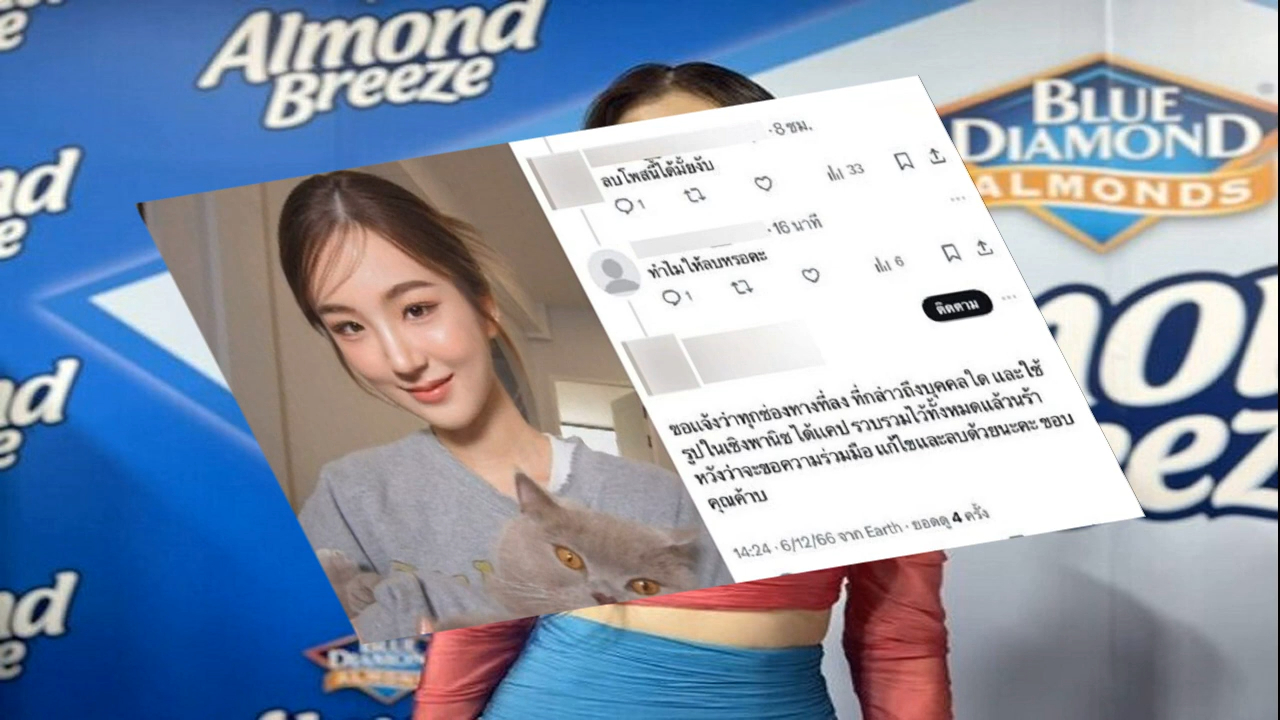 Almond
Breeze
BLUE
DIAMOND
ALMONDS
· 8 ชม.
ลบโพสนี้ได้มั้ยงับ
1
33
· 16 นาที
ทำไมให้ลบหรอคะ
1
6
ติดตาม
ขอแจ้งว่าทุกช่องทางที่ลง ที่กล่าวถึงบุคคลใด และใช้
รูปในเชิงพานิช ได้แคป รวบรวมไว้ทั้งหมดแล้วนร้า
หวังว่าจะขอความร่วมมือ แก้ไขและลบด้วยนะคะ ขอบ
คุณค้าบ
14:24 · 6/12/66 จาก Earth · ยอดดู 4 ครั้ง
BLUE
DIAMOND
ALMONDS